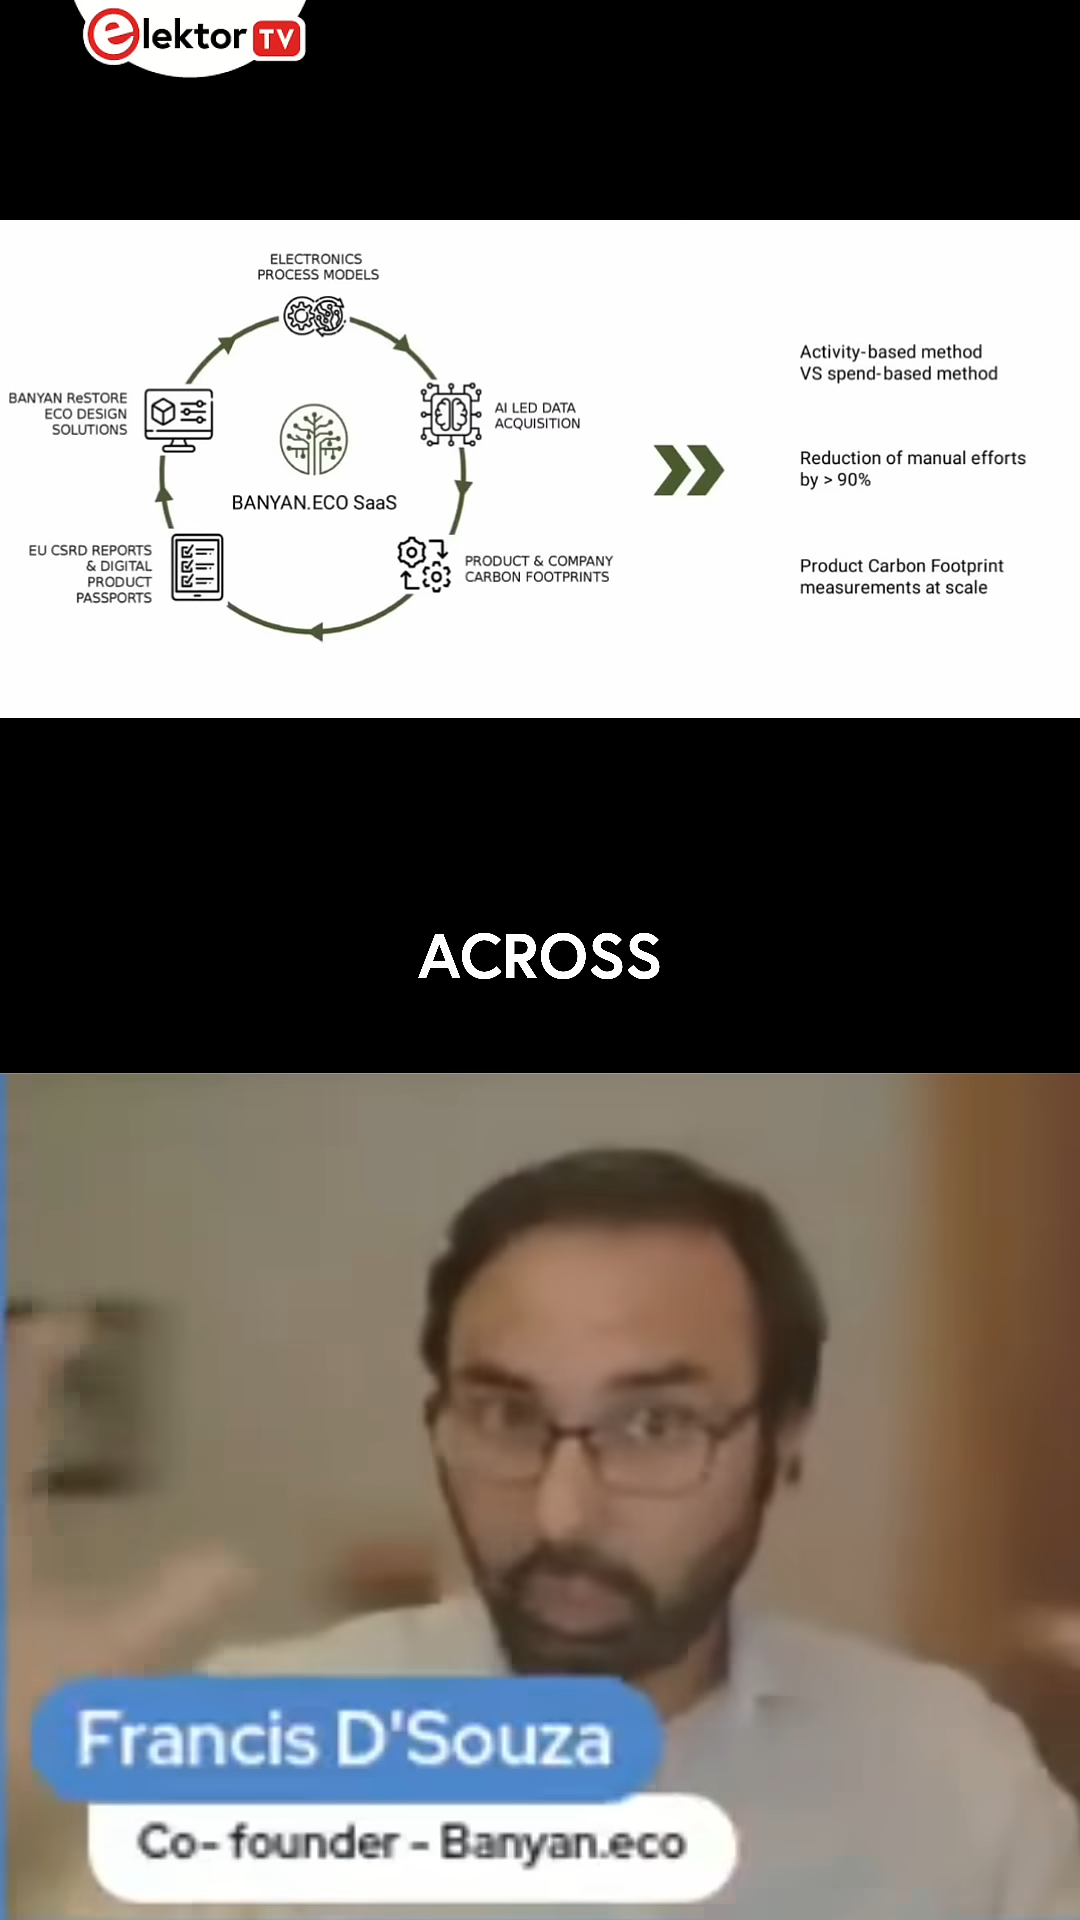 elektor TV
ELECTRONICS
PROCESS MODELS
BANYAN ReSTORE
ECO DESIGN
SOLUTIONS
AI LED DATA
ACQUISITION
BANYAN.ECO SaaS
EU CSRD REPORTS
& DIGITAL
PRODUCT
PASSPORTS
PRODUCT & COMPANY
CARBON FOOTPRINTS
Activity-based method
VS spend-based method
Reduction of manual efforts
by > 90%
Product Carbon Footprint
measurements at scale
ACROSS
Francis D'Souza
Co- founder - Banyan.eco